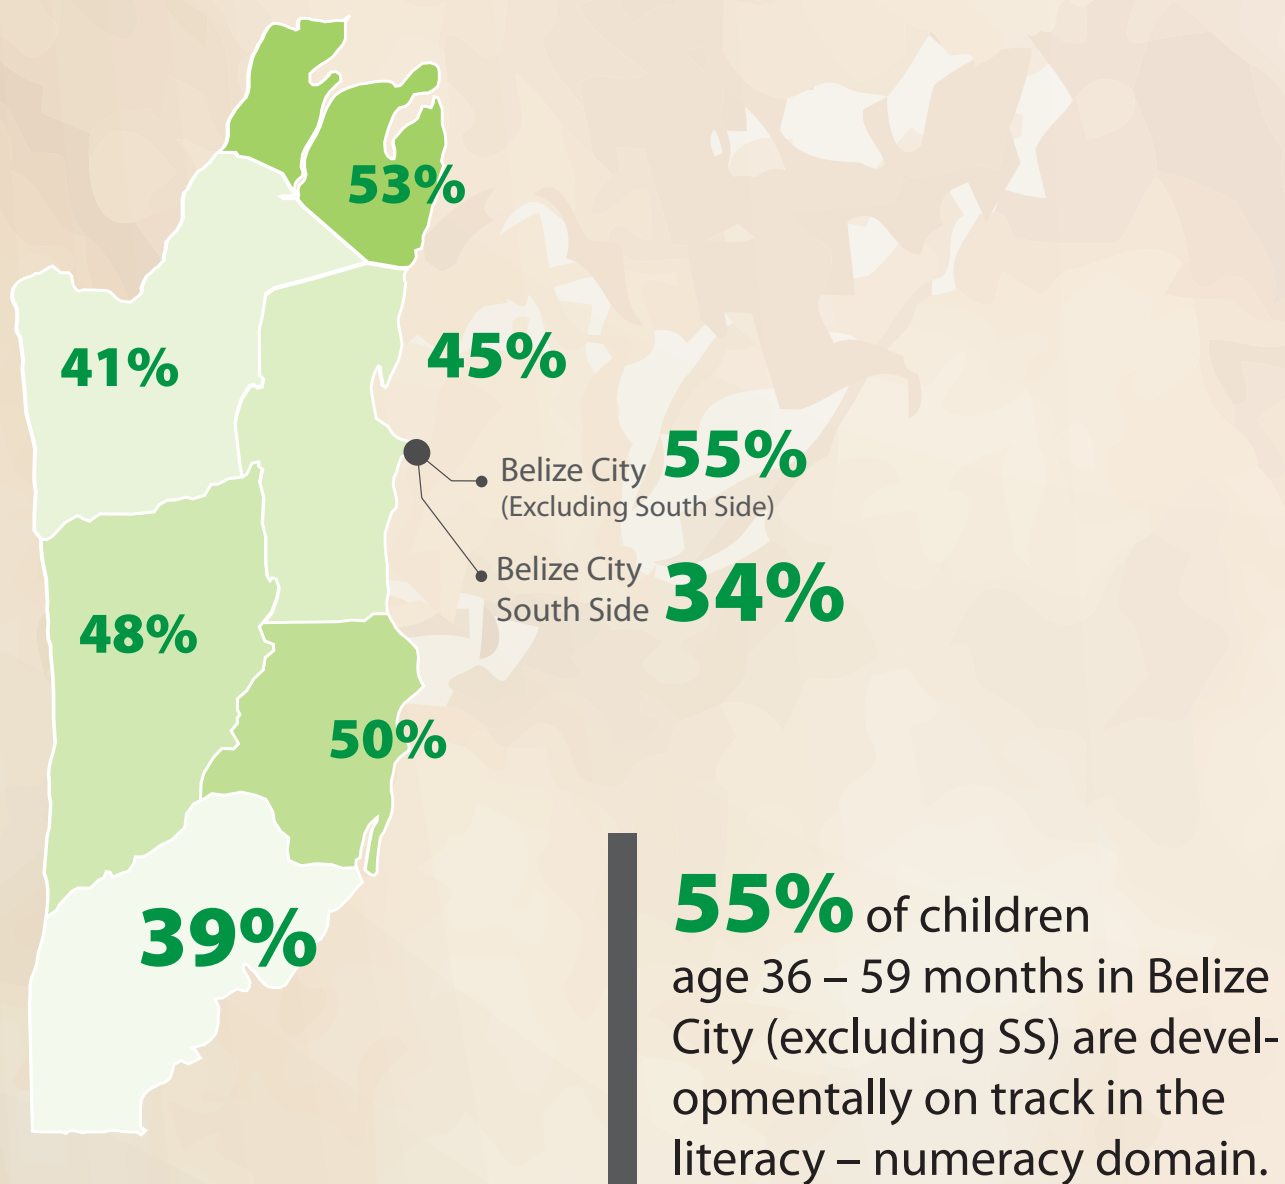 53%
45%
41%
Belize City 55%
(Excluding South Side)
Belize City
South Side 34%
48%
50%
39%
55% of children
age 36 – 59 months in Belize
City (excluding SS) are devel-
opmentally on track in the
literacy – numeracy domain.